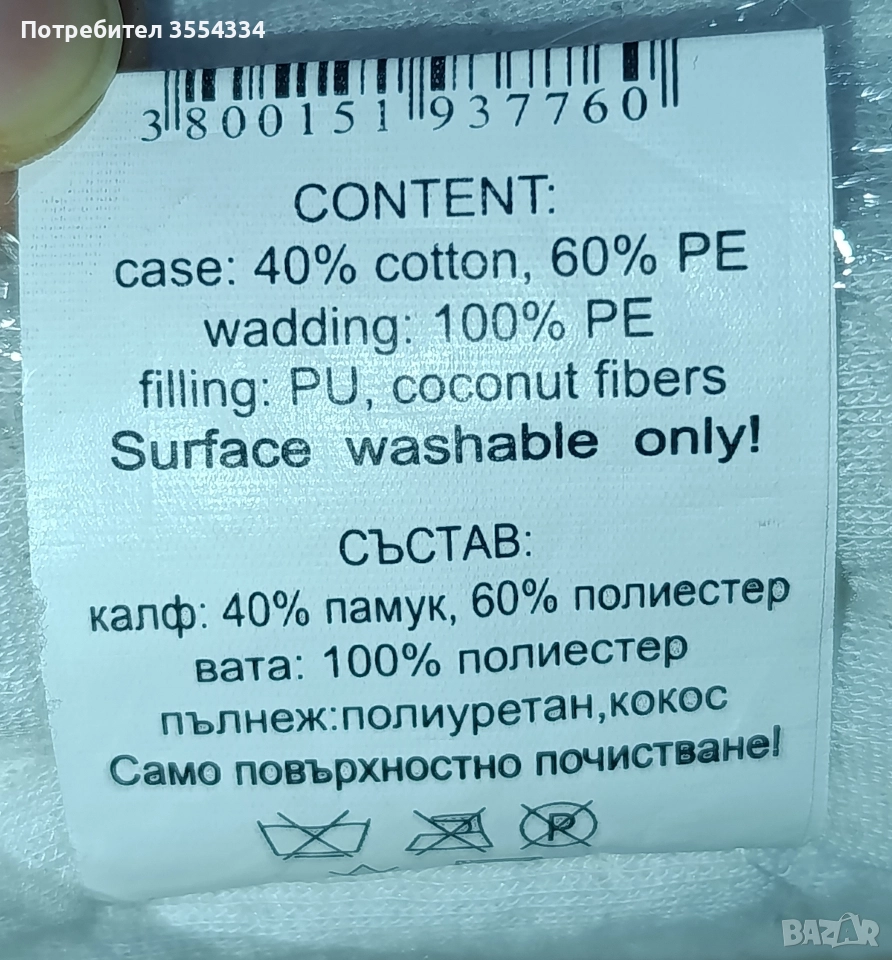 Потребител 3554334
3 800151 937760
CONTENT:
case: 40% cotton, 60% PE
wadding: 100% PE
filling: PU, coconut fibers
Surface washable only!
СЪСТАВ:
калф: 40% памук, 60% полиестер
вата: 100% полиестер
пълнеж:полиуретан,кокос
Само повърхностно почистване!
P
BAZAR